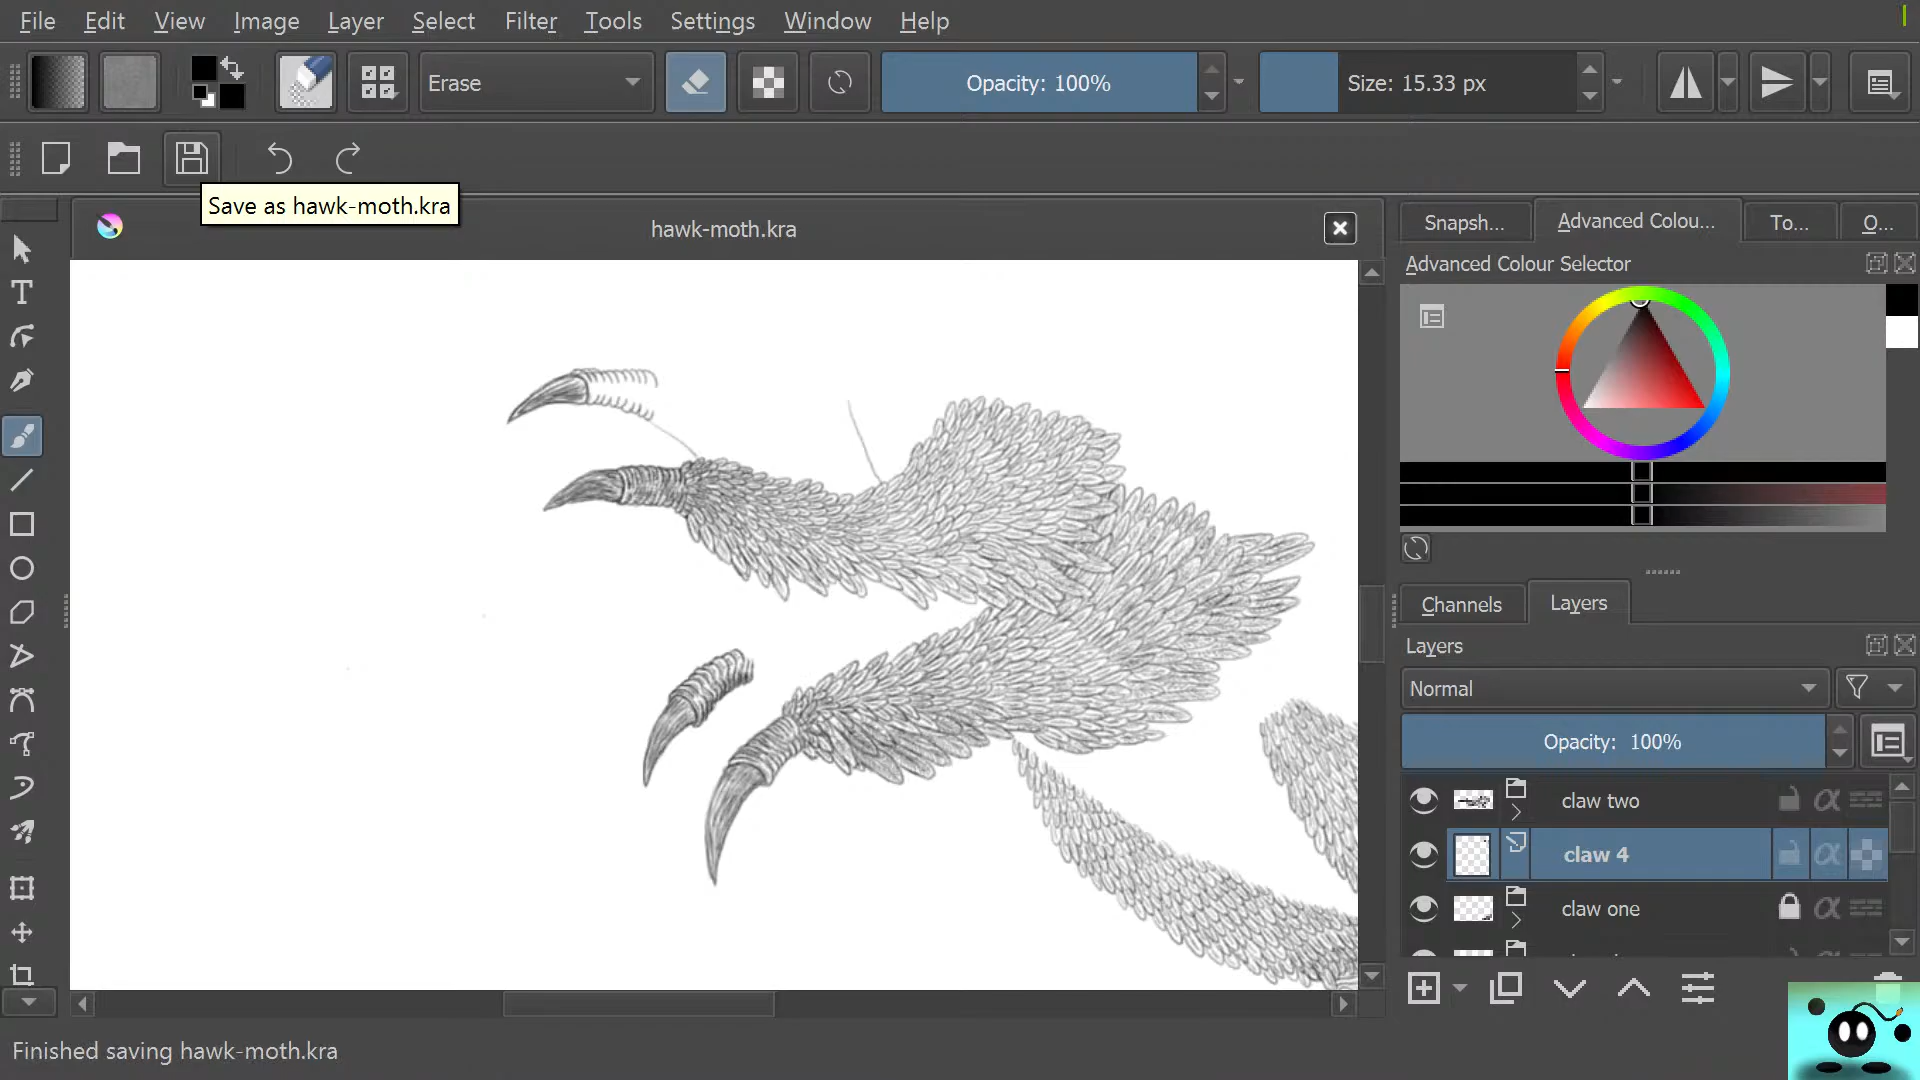 File Edit View Image Layer Select Filter Tools Settings Window Help
Erase Opacity: 100% Size: 15.33 px
Save as hawk-moth.kra
hawk-moth.kra
Snapsh... Advanced Colou... To... O...
Advanced Colour Selector
Channels Layers
Layers
Normal
Opacity: 100%
claw two
claw 4
claw one
Finished saving hawk-moth.kra